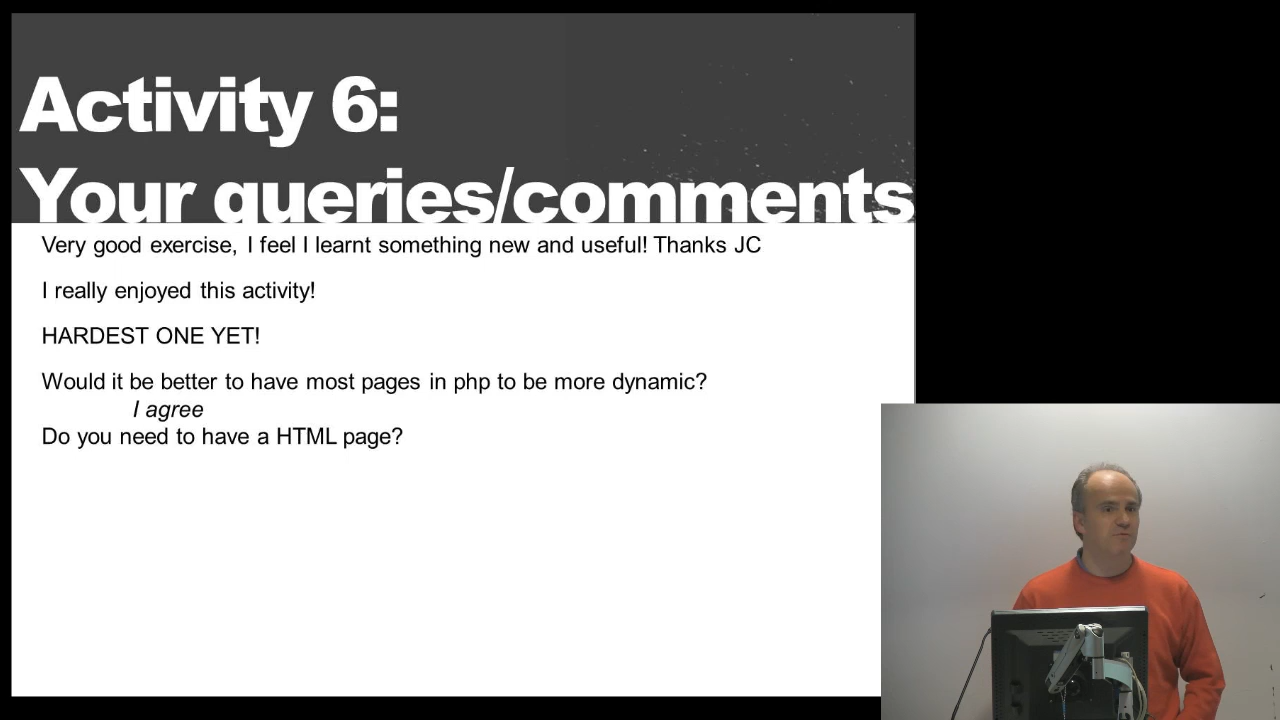 Activity 6:
Your queries/comments
Very good exercise, I feel I learnt something new and useful! Thanks JC
I really enjoyed this activity!
HARDEST ONE YET!
Would it be better to have most pages in php to be more dynamic?
I agree
Do you need to have a HTML page?